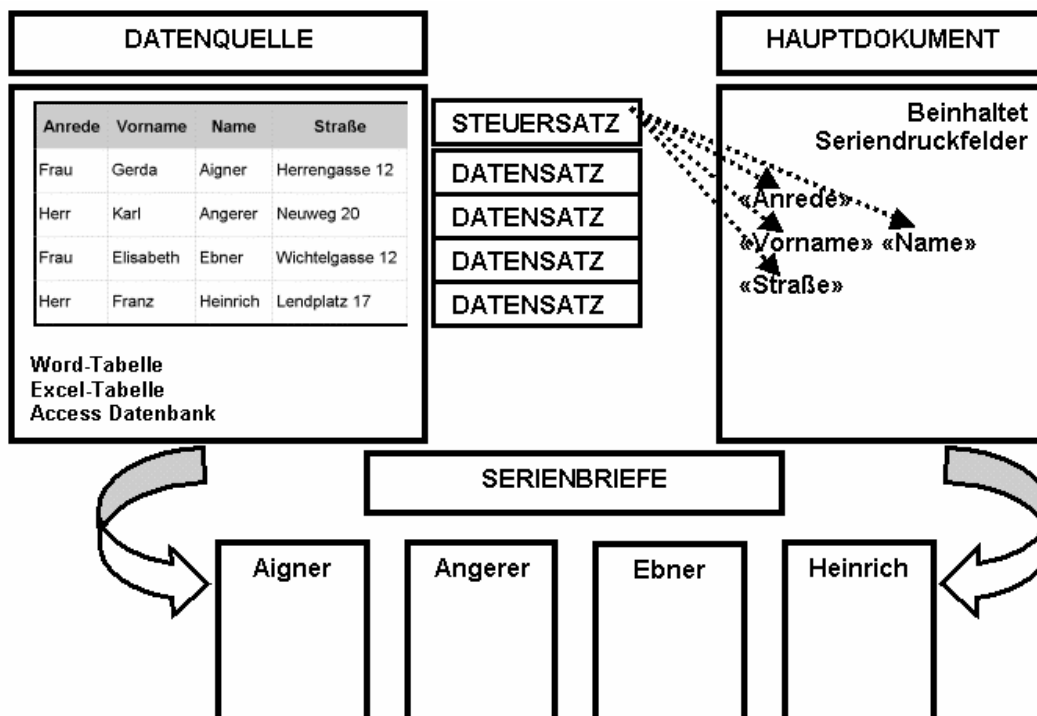 DATENQUELLE
HAUPTDOKUMENT
Anrede Vorname Name Straße
Frau Gerda Aigner Herrengasse 12
Herr Karl Angerer Neuweg 20
Frau Elisabeth Ebner Wichtelgasse 12
Herr Franz Heinrich Lendplatz 17
Word-Tabelle
Excel-Tabelle
Access Datenbank
STEUERSATZ
DATENSATZ
DATENSATZ
DATENSATZ
DATENSATZ
Beinhaltet
Seriendruckfelder
«Anrede»
«Vorname» «Name»
«Straße»
SERIENBRIEFE
Aigner
Angerer
Ebner
Heinrich